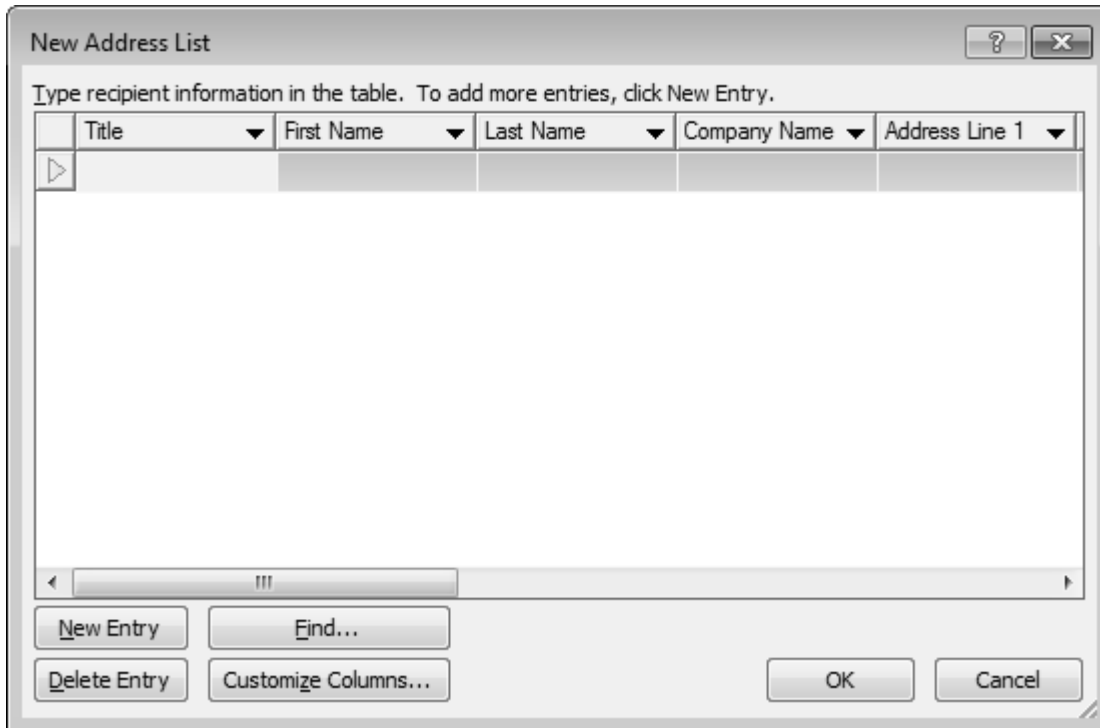 New Address List
Type recipient information in the table.  To add more entries, click New Entry.
Title First Name Last Name Company Name Address Line 1
New Entry Find...
Delete Entry Customize Columns... OK Cancel